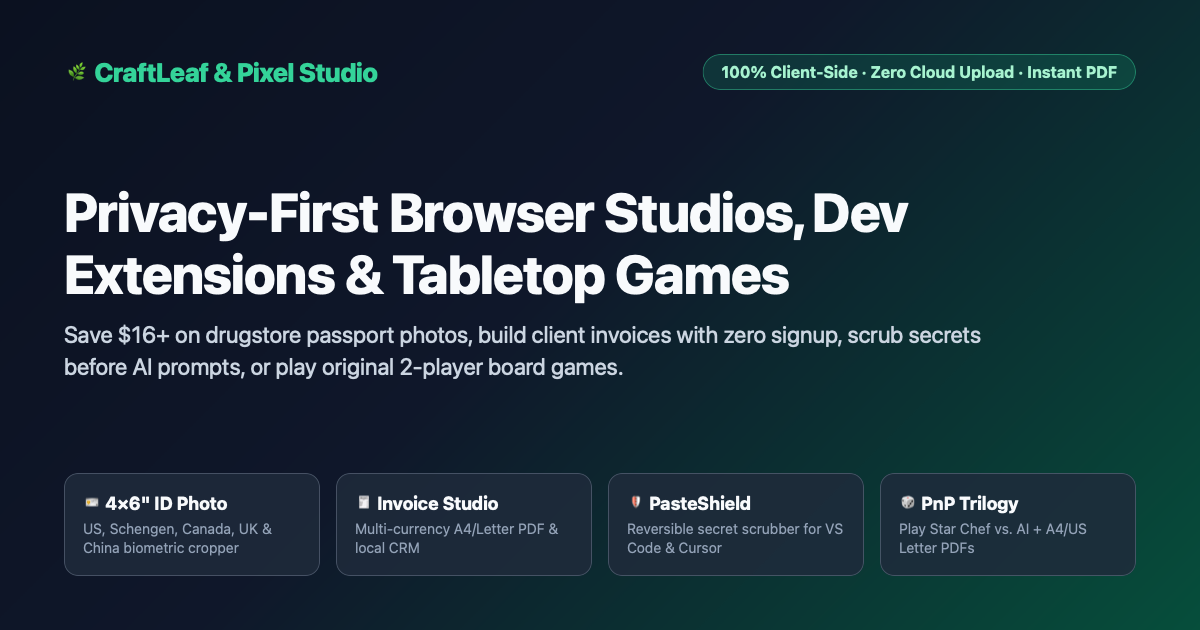 CraftLeaf & Pixel Studio
100% Client-Side · Zero Cloud Upload · Instant PDF
Privacy-First Browser Studios, Dev
Extensions & Tabletop Games
Save $16+ on drugstore passport photos, build client invoices with zero signup, scrub secrets
before AI prompts, or play original 2-player board games.
4×6" ID Photo
US, Schengen, Canada, UK &
China biometric cropper
Invoice Studio
Multi-currency A4/Letter PDF &
local CRM
PasteShield
Reversible secret scrubber for VS
Code & Cursor
PnP Trilogy
Play Star Chef vs. AI + A4/US
Letter PDFs